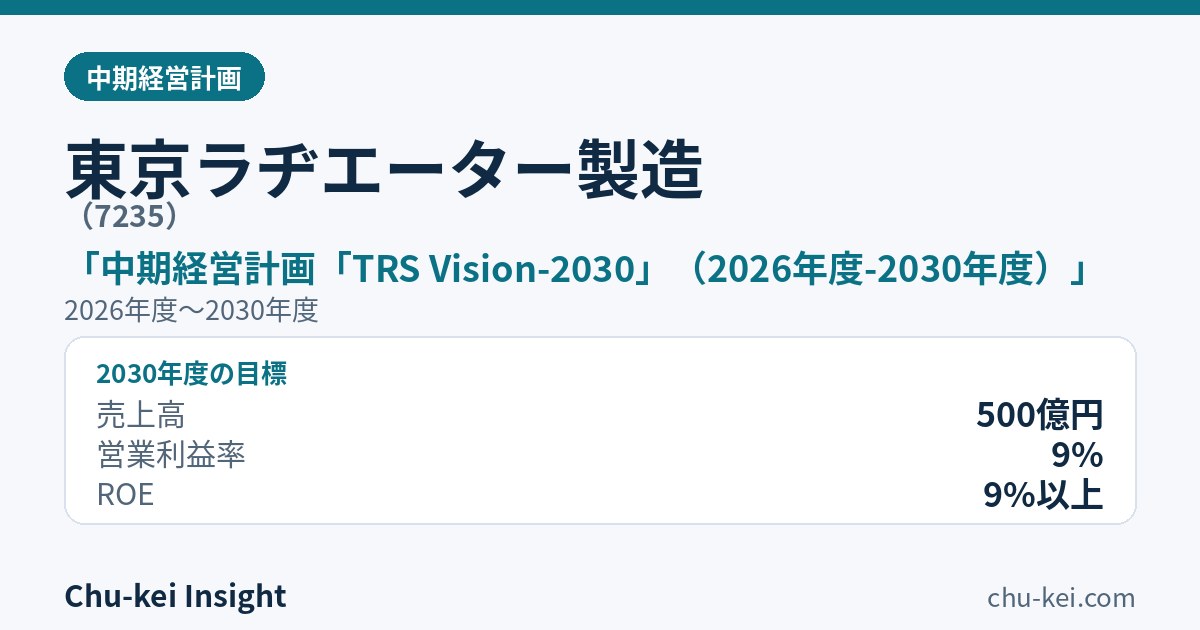 中期経営計画
東京ラヂエーター製造
（7235）
「中期経営計画「TRS Vision-2030」（2026年度-2030年度）」
2026年度～2030年度
2030年度の目標
売上高 500億円
営業利益率 9%
ROE 9%以上
Chu-kei Insight chu-kei.com